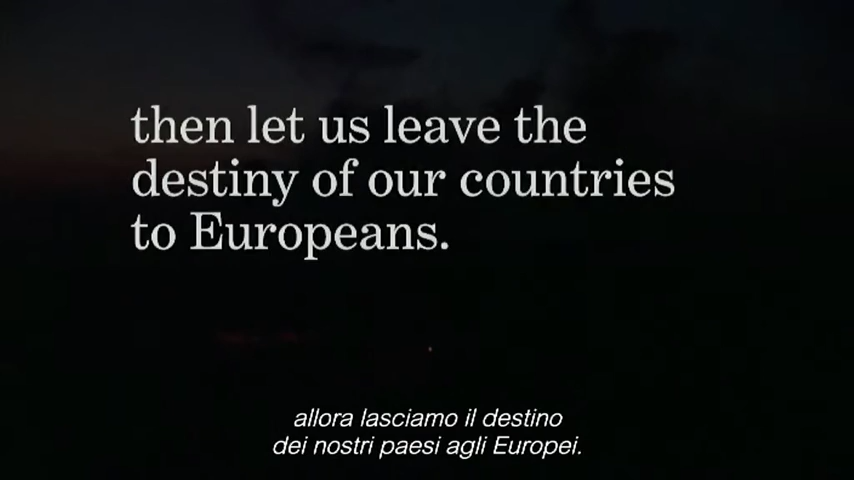 then let us leave the
destiny of our countries
to Europeans.
allora lasciamo il destino
dei nostri paesi agli Europei.